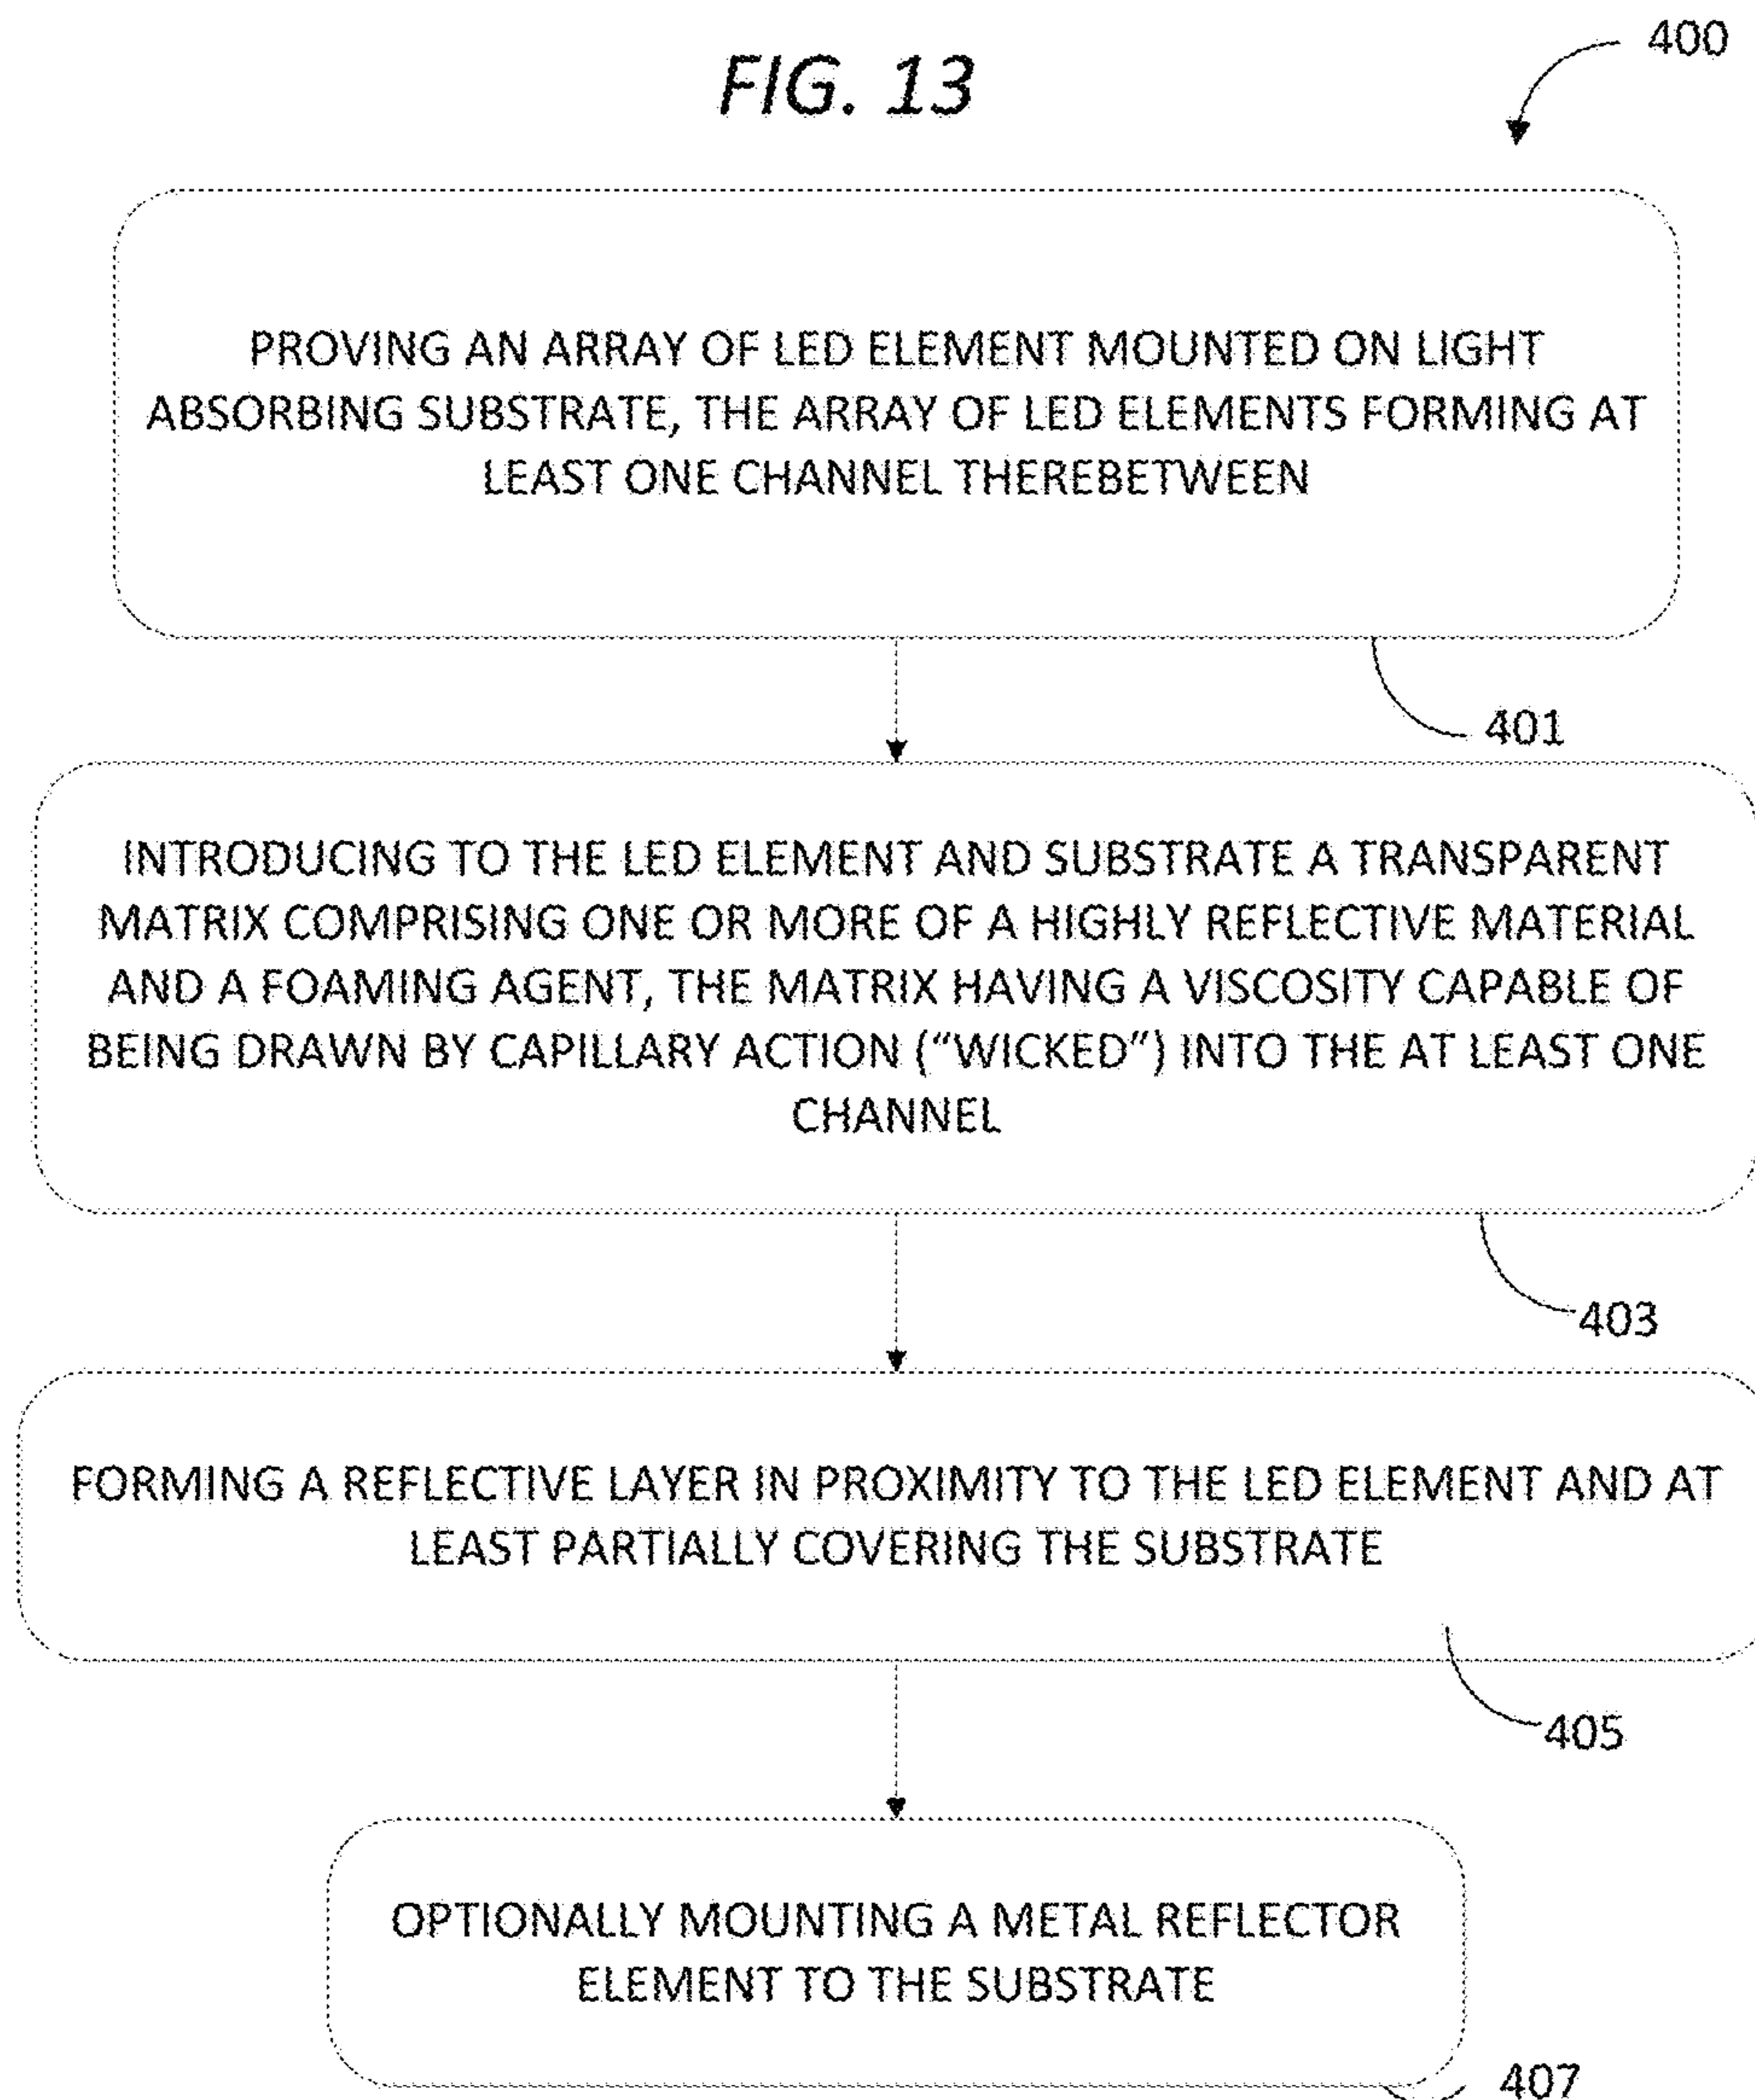 FIG. 13
400
PROVING AN ARRAY OF LED ELEMENT MOUNTED ON LIGHT
ABSORBING SUBSTRATE, THE ARRAY OF LED ELEMENTS FORMING AT
LEAST ONE CHANNEL THEREBETWEEN
401
INTRODUCING TO THE LED ELEMENT AND SUBSTRATE A TRANSPARENT
MATRIX COMPRISING ONE OR MORE OF A HIGHLY REFLECTIVE MATERIAL
AND A FOAMING AGENT, THE MATRIX HAVING A VISCOSITY CAPABLE OF
BEING DRAWN BY CAPILLARY ACTION (“WICKED”) INTO THE AT LEAST ONE
CHANNEL
403
FORMING A REFLECTIVE LAYER IN PROXIMITY TO THE LED ELEMENT AND AT
LEAST PARTIALLY COVERING THE SUBSTRATE
405
OPTIONALLY MOUNTING A METAL REFLECTOR
ELEMENT TO THE SUBSTRATE
407